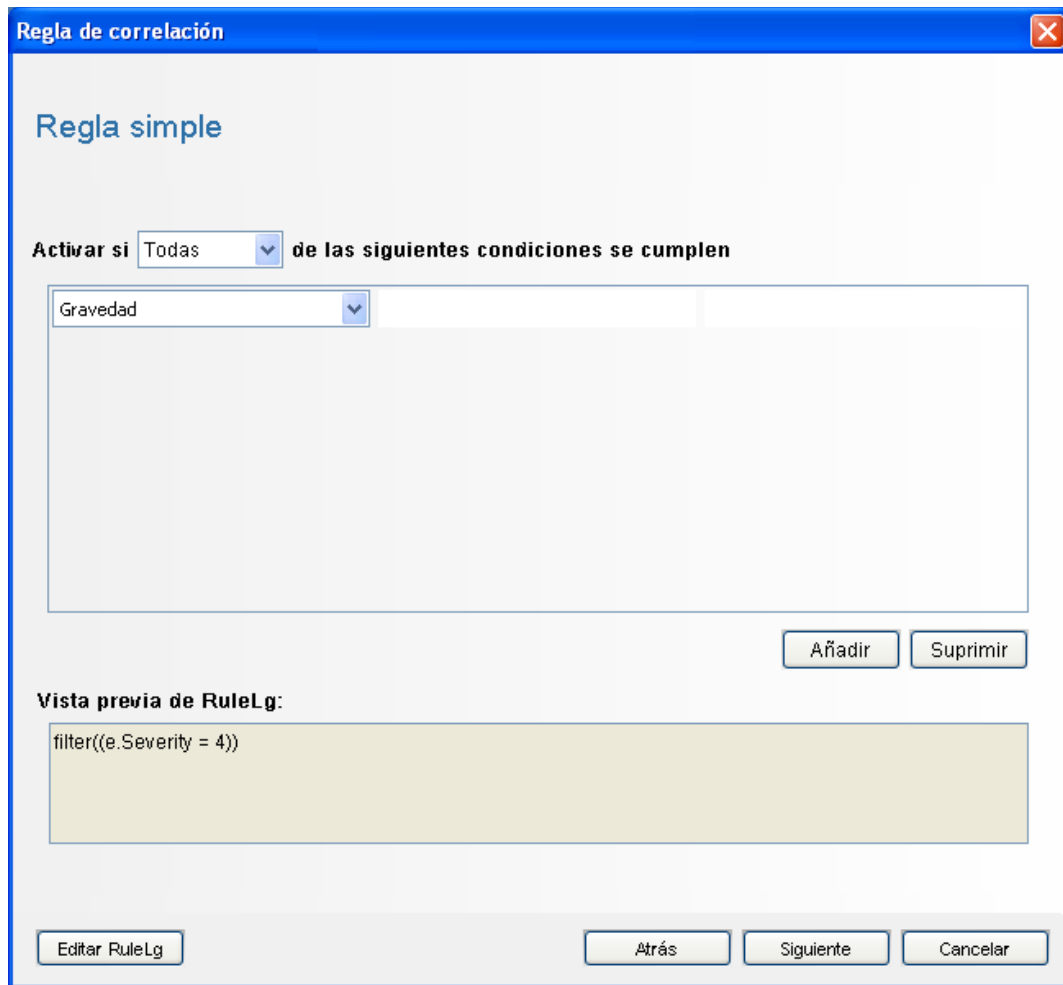 Regla de correlación
Regla simple
Activar si Todas de las siguientes condiciones se cumplen
Gravedad
Añadir Suprimir
Vista previa de RuleLg:
filter((e.Severity = 4))
Editar RuleLg Atrás Siguiente Cancelar